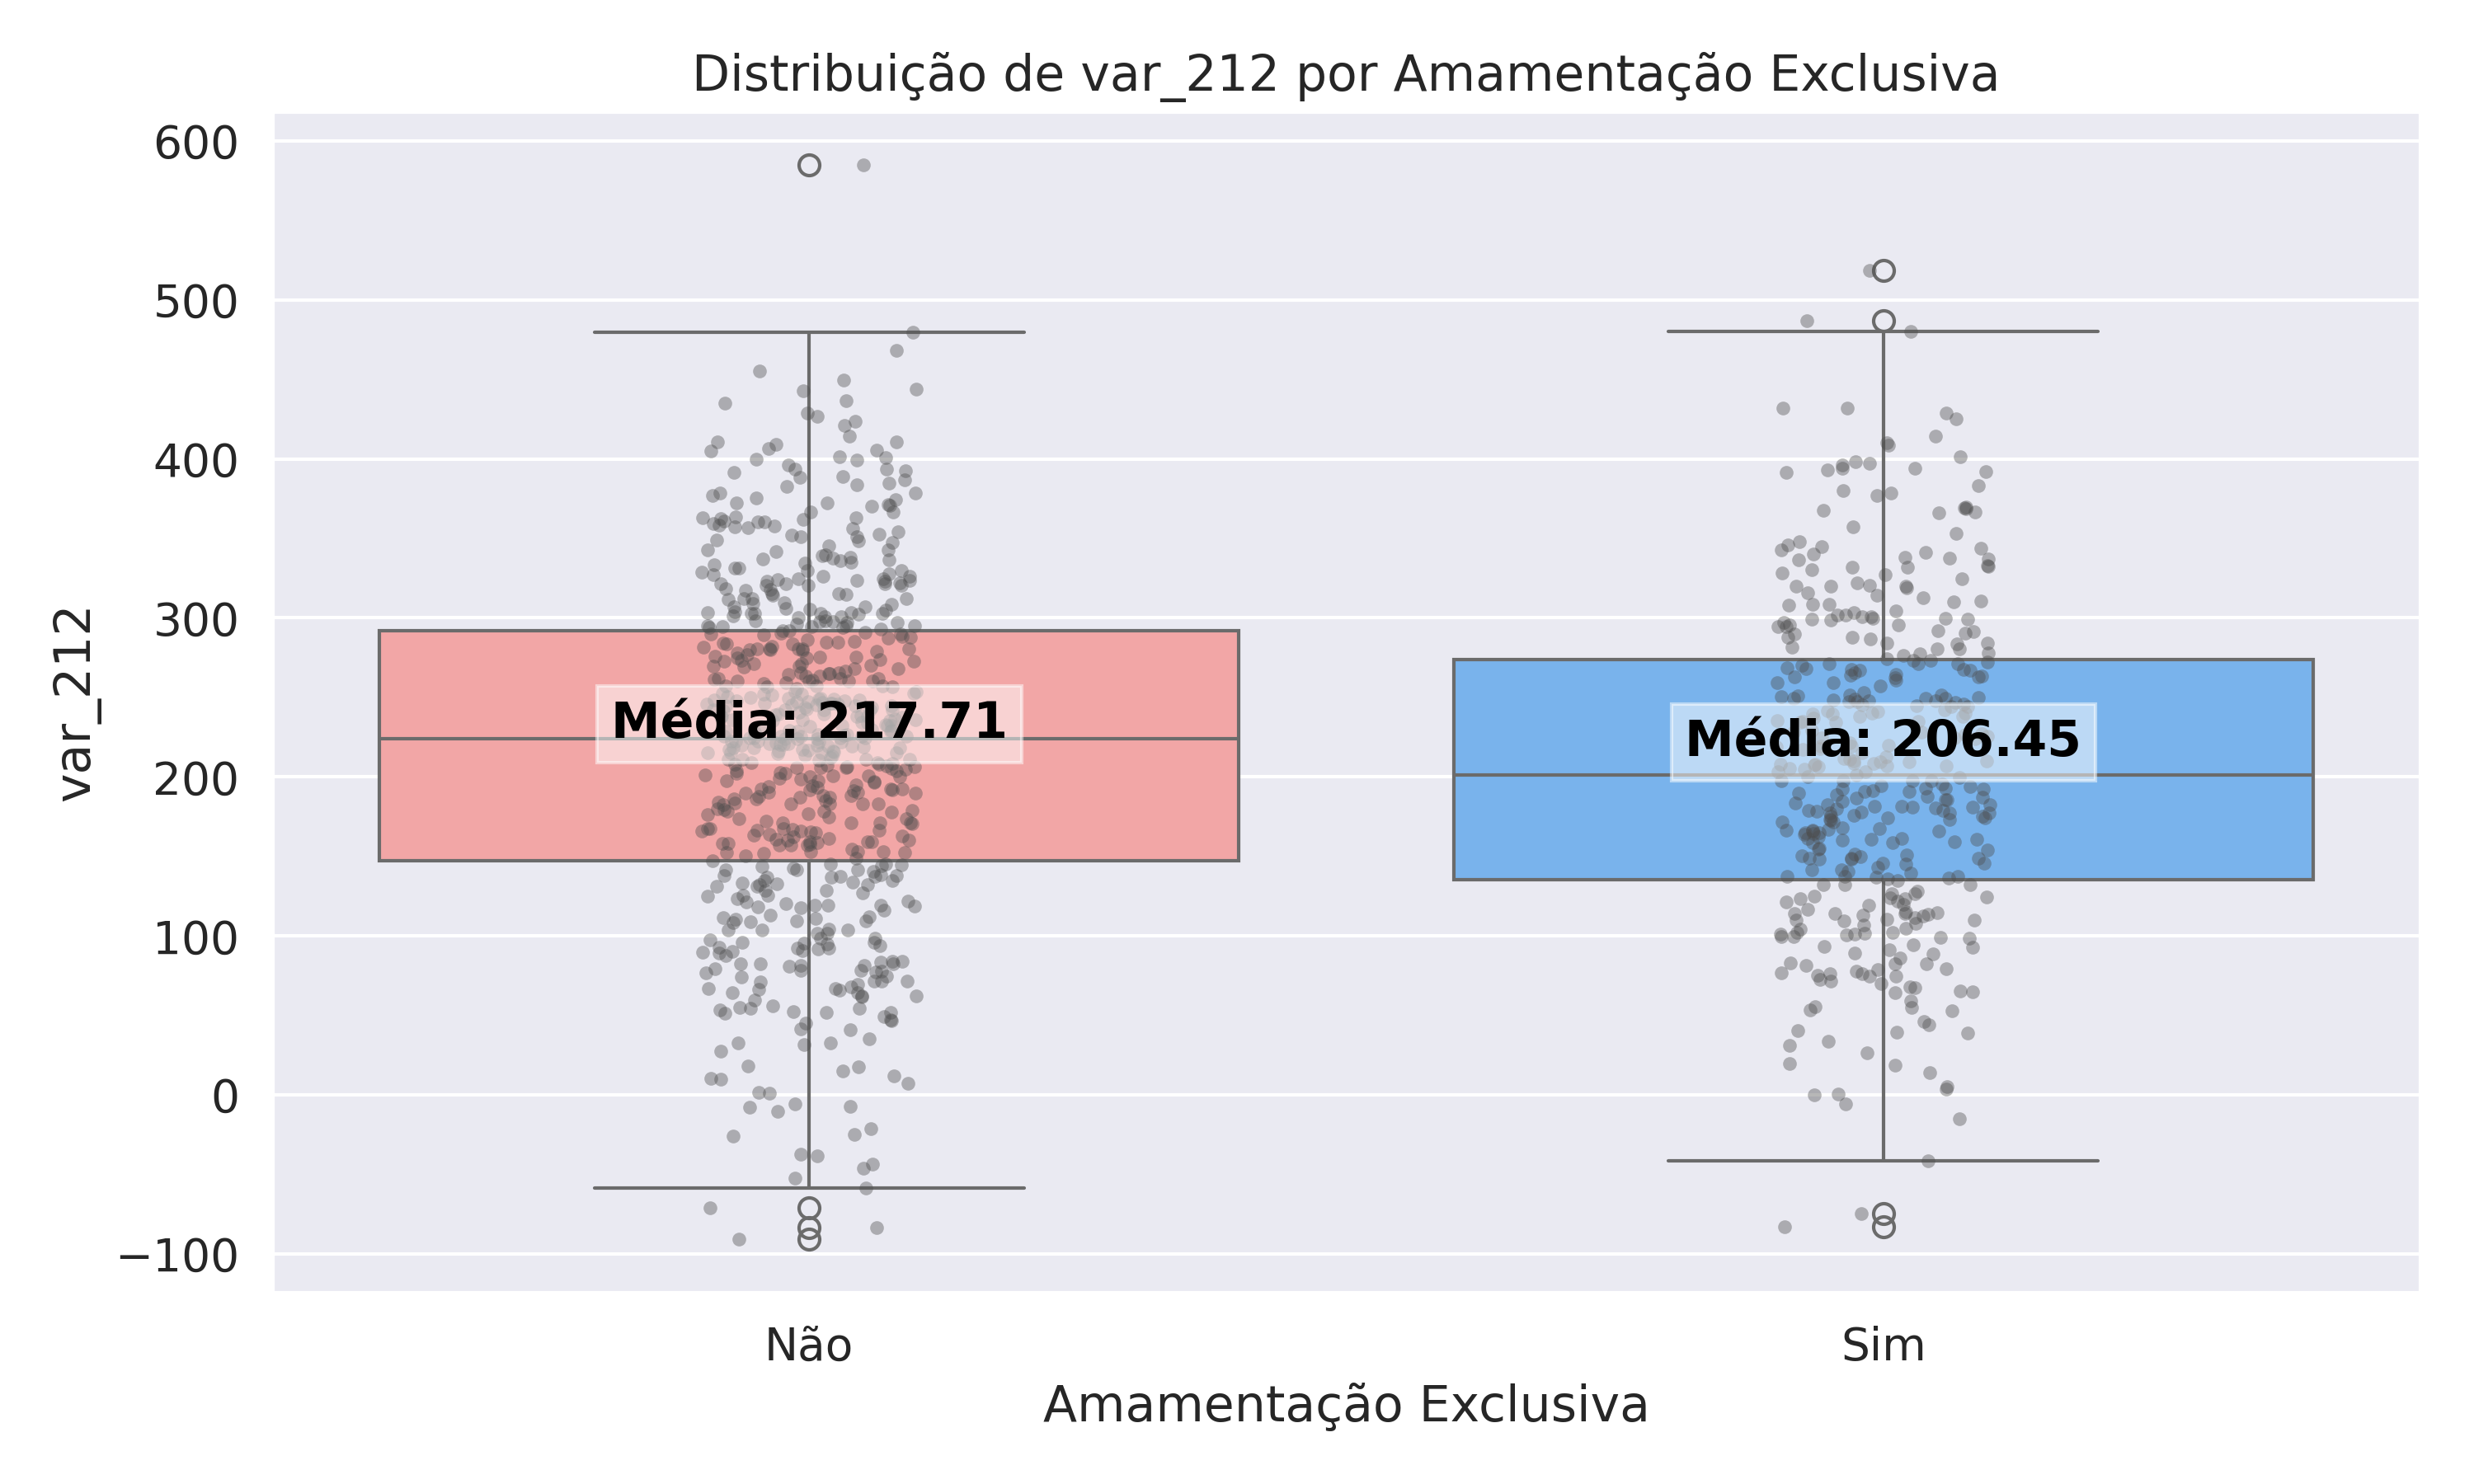 Distribuição de var_212 por Amamentação Exclusiva
600
500
400
300
200
100
0
−100
var_212
Média: 217.71
Média: 206.45
Não
Sim
Amamentação Exclusiva